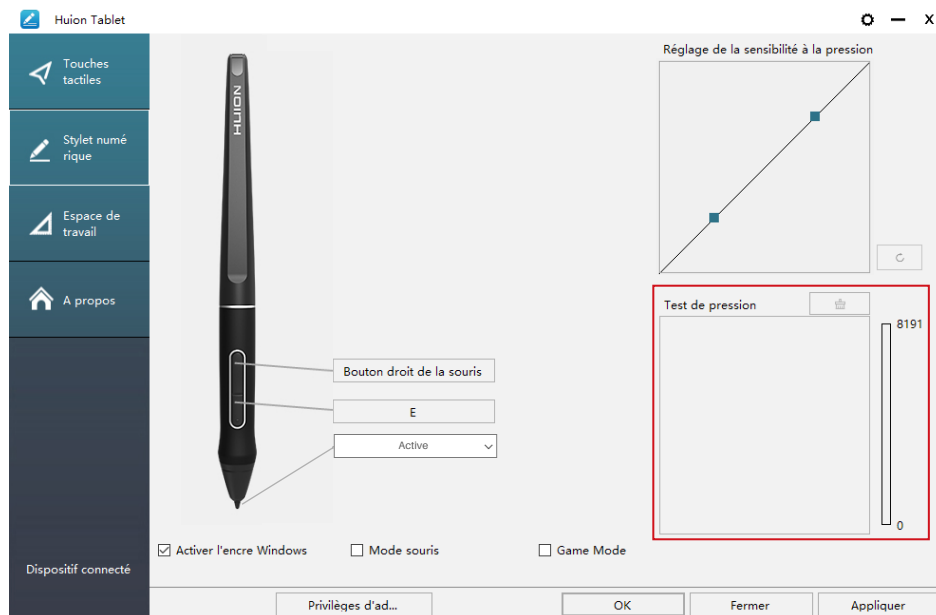 Huion Tablet
X
Touches
tactiles
Stylet numé
rique
Espace de
travail
A propos
Dispositif connecté
HUION
Bouton droit de la souris
E
Active
Activer l'encre Windows
Mode souris
Game Mode
Réglage de la sensibilité à la pression
Test de pression
8191
0
Privilèges d'ad...
OK
Fermer
Appliquer